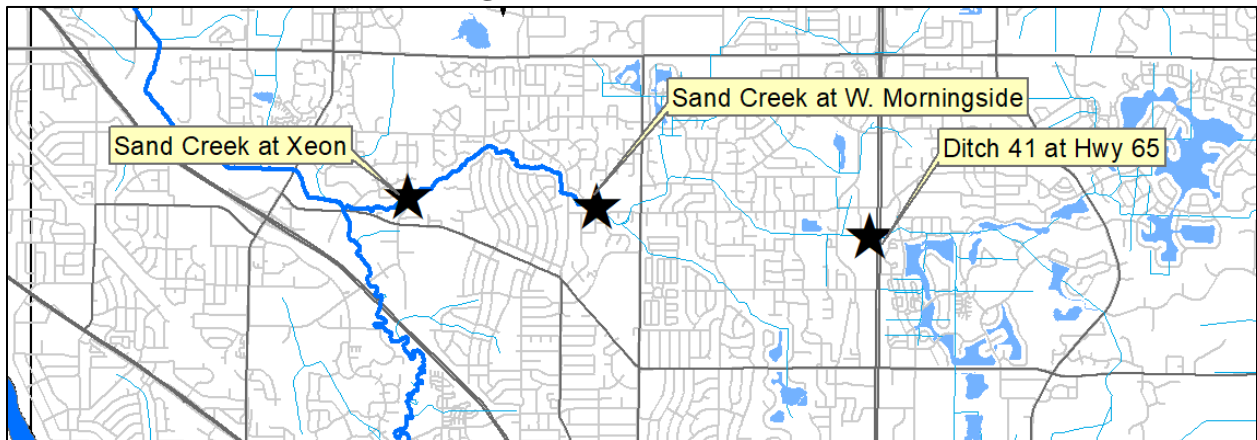 Sand Creek at W. Morningside
Sand Creek at Xeon
Ditch 41 at Hwy 65